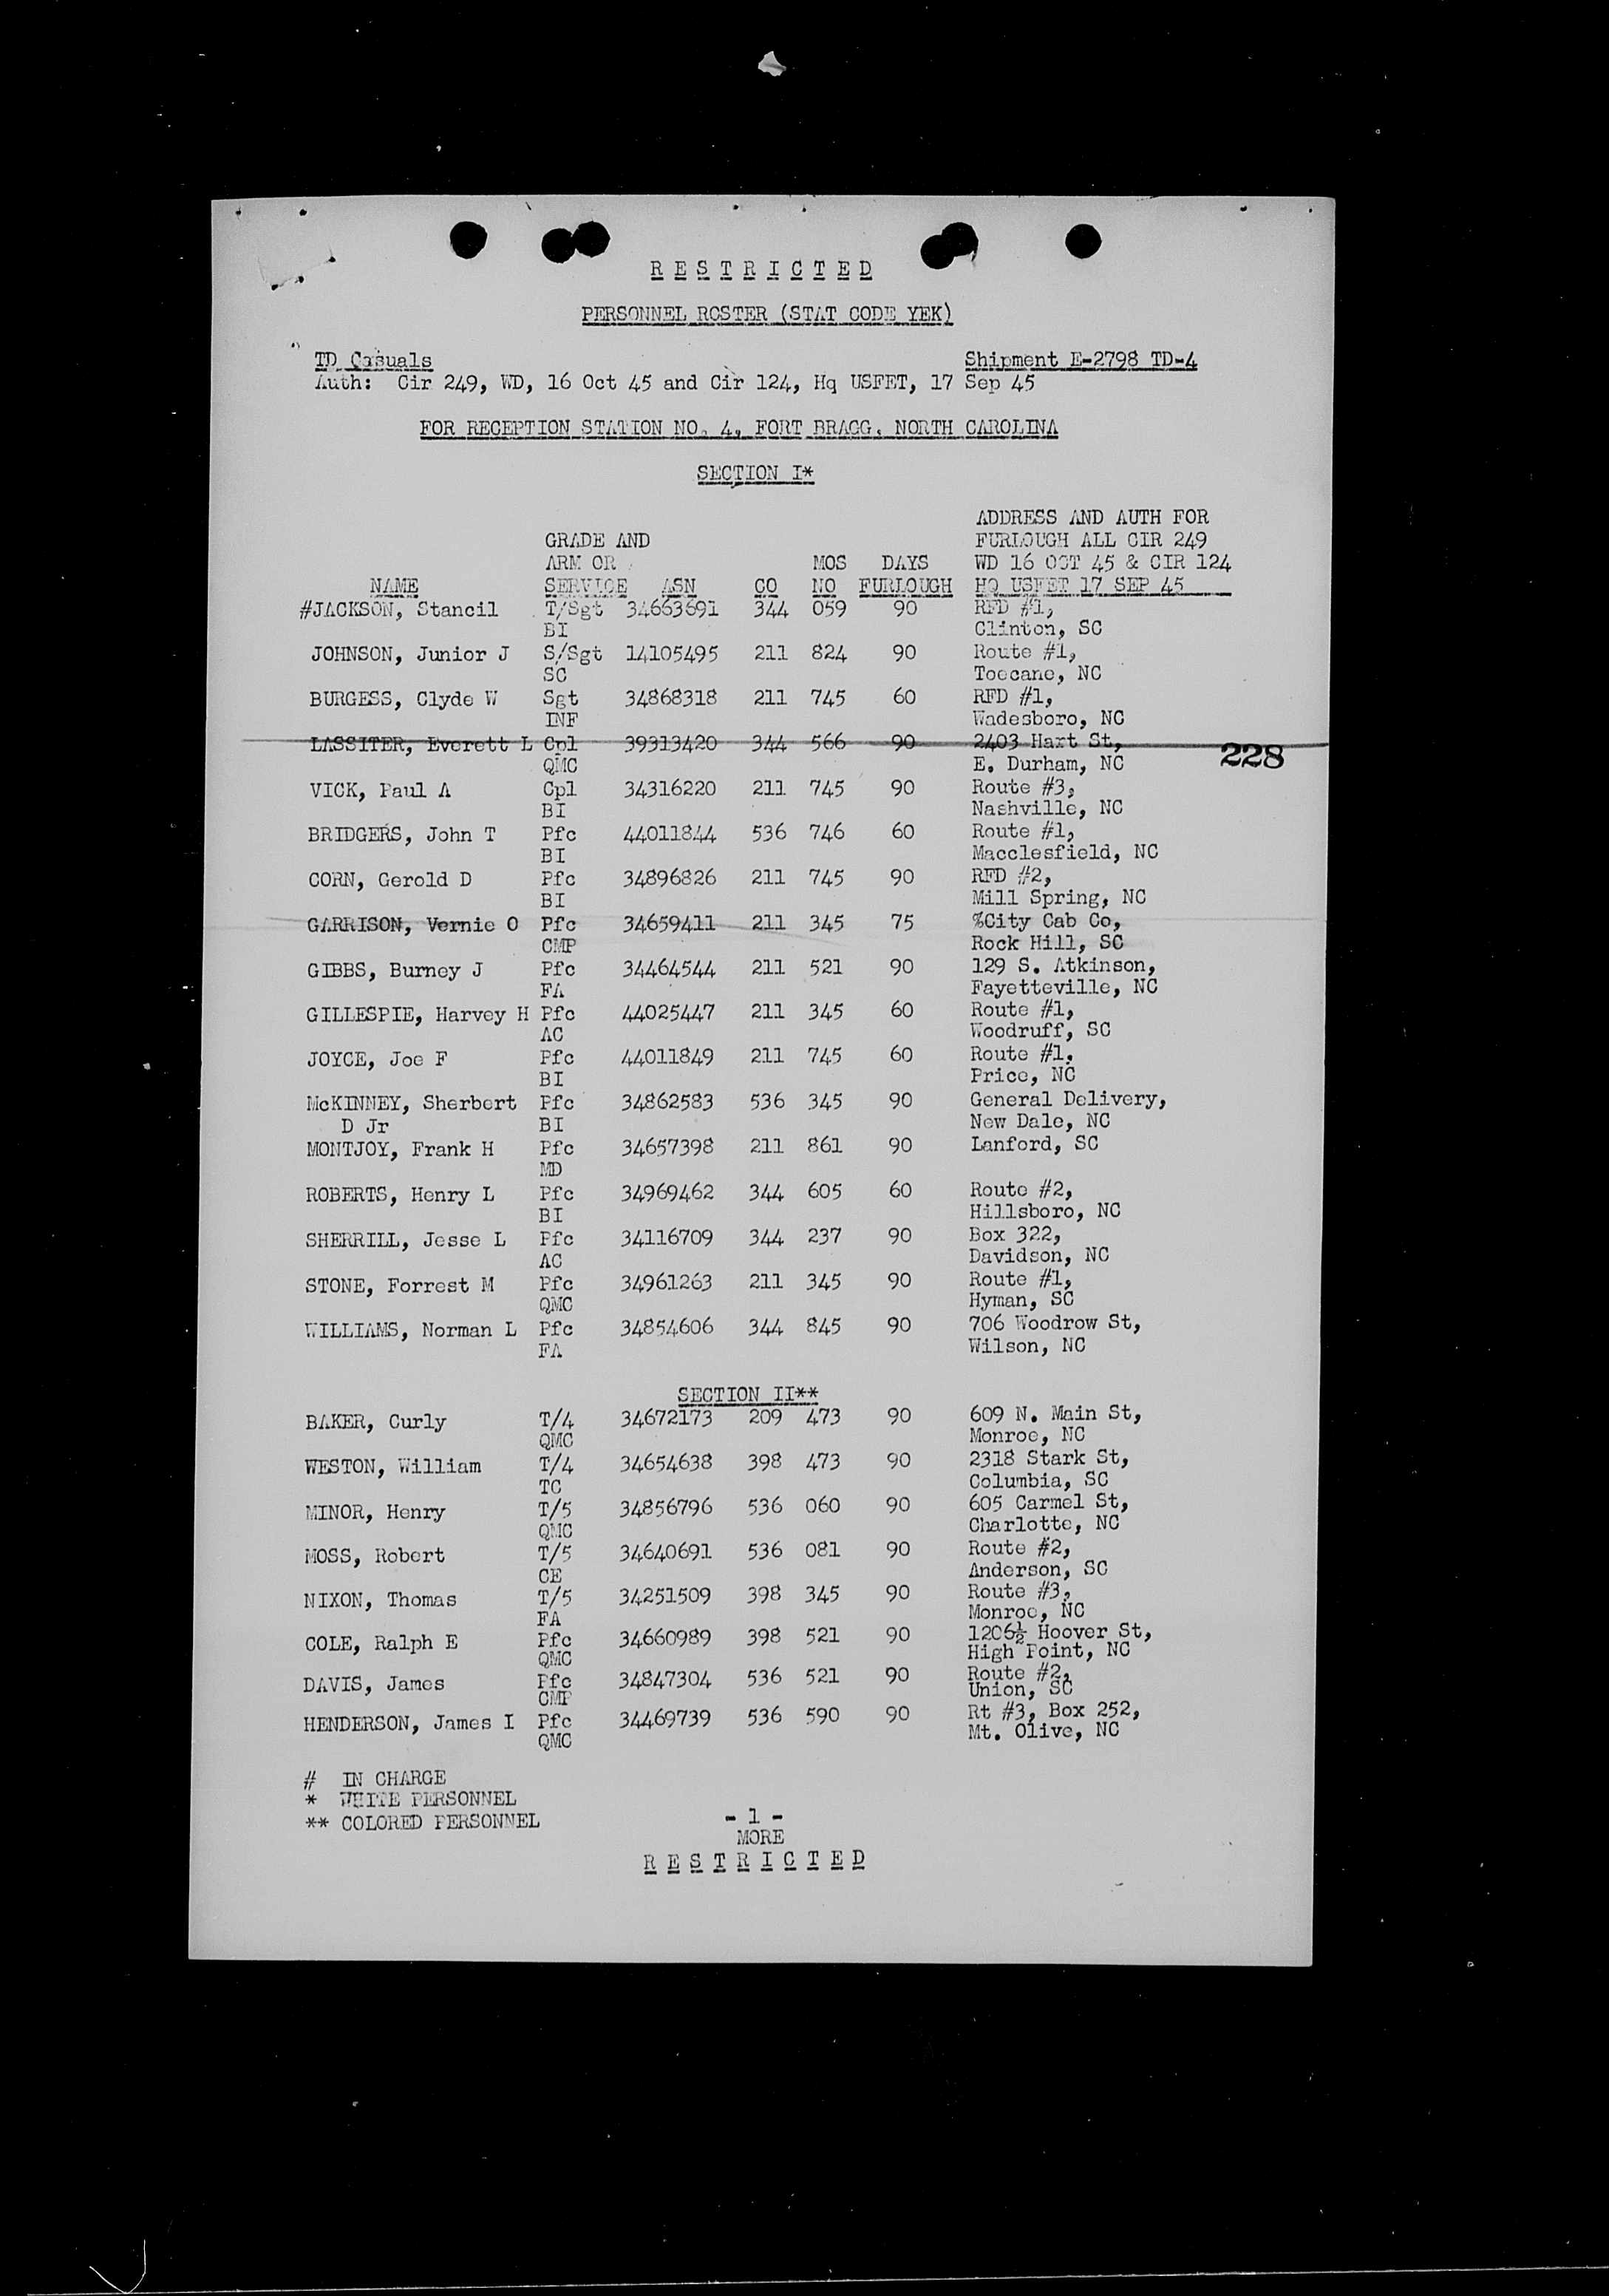 R E S T R I C T E D
PERSONNEL ROSTER (STAT CODE YEK)
TD Casuals Shipment E-2798 TD-4
Auth: Cir 249, WD, 16 Oct 45 and Cir 124, Hq USFET, 17 Sep 45
FOR RECEPTION STATION NO. 4, FORT BRAGG, NORTH CAROLINA
SECTION I*
ADDRESS AND AUTH FOR
GRADE AND FURLOUGH ALL CIR 249
ARM OR MOS DAYS WD 16 OCT 45 & CIR 124
NAME SERVICE ASN CO NO FURLOUGH HQ USFET 17 SEP 45
#JACKSON, Stancil T/Sgt 34663691 344 059 90 RFD #1,
BI Clinton, SC
JOHNSON, Junior J S/Sgt 14105495 211 824 90 Route #1,
SC Toecane, NC
BURGESS, Clyde W Sgt 34868318 211 745 60 RFD #1,
INF Wadesboro, NC
LASSITER, Everett L Cpl 39313420 344 566 90 2403 Hart St,
QMC E. Durham, NC 228
VICK, Paul A Cpl 34316220 211 745 90 Route #3,
BI Nashville, NC
BRIDGERS, John T Pfc 44011844 536 746 60 Route #1,
BI Macclesfield, NC
CORN, Gerold D Pfc 34896826 211 745 90 RFD #2,
BI Mill Spring, NC
GARRISON, Vernie O Pfc 34659411 211 345 75 %City Cab Co,
CMP Rock Hill, SC
GIBBS, Burney J Pfc 34464544 211 521 90 129 S. Atkinson,
FA Fayetteville, NC
GILLESPIE, Harvey H Pfc 44025447 211 345 60 Route #1,
AC Woodruff, SC
JOYCE, Joe F Pfc 44011849 211 745 60 Route #1,
BI Price, NC
McKINNEY, Sherbert Pfc 34862583 536 345 90 General Delivery,
D Jr BI New Dale, NC
MONTJOY, Frank H Pfc 34657398 211 861 90 Lanford, SC
MD
ROBERTS, Henry L Pfc 34969462 344 605 60 Route #2,
BI Hillsboro, NC
SHERRILL, Jesse L Pfc 34116709 344 237 90 Box 322,
AC Davidson, NC
STONE, Forrest M Pfc 34961263 211 345 90 Route #1,
QMC Hyman, SC
WILLIAMS, Norman L Pfc 34854606 344 845 90 706 Woodrow St,
FA Wilson, NC
SECTION II**
BAKER, Curly T/4 34672173 209 473 90 609 N. Main St,
QMC Monroe, NC
WESTON, William T/4 34654638 398 473 90 2318 Stark St,
TC Columbia, SC
MINOR, Henry T/5 34856796 536 060 90 605 Carmel St,
QMC Charlotte, NC
MOSS, Robert T/5 34640691 536 081 90 Route #2,
CE Anderson, SC
NIXON, Thomas T/5 34251509 398 345 90 Route #3,
FA Monroe, NC
COLE, Ralph E Pfc 34660989 398 521 90 1206½ Hoover St,
QMC High Point, NC
DAVIS, James Pfc 34847304 536 521 90 Route #2,
CMP Union, SC
HENDERSON, James I Pfc 34469739 536 590 90 Rt #3, Box 252,
QMC Mt. Olive, NC
# IN CHARGE
* WHITE PERSONNEL
** COLORED PERSONNEL
- 1 -
MORE
R E S T R I C T E D